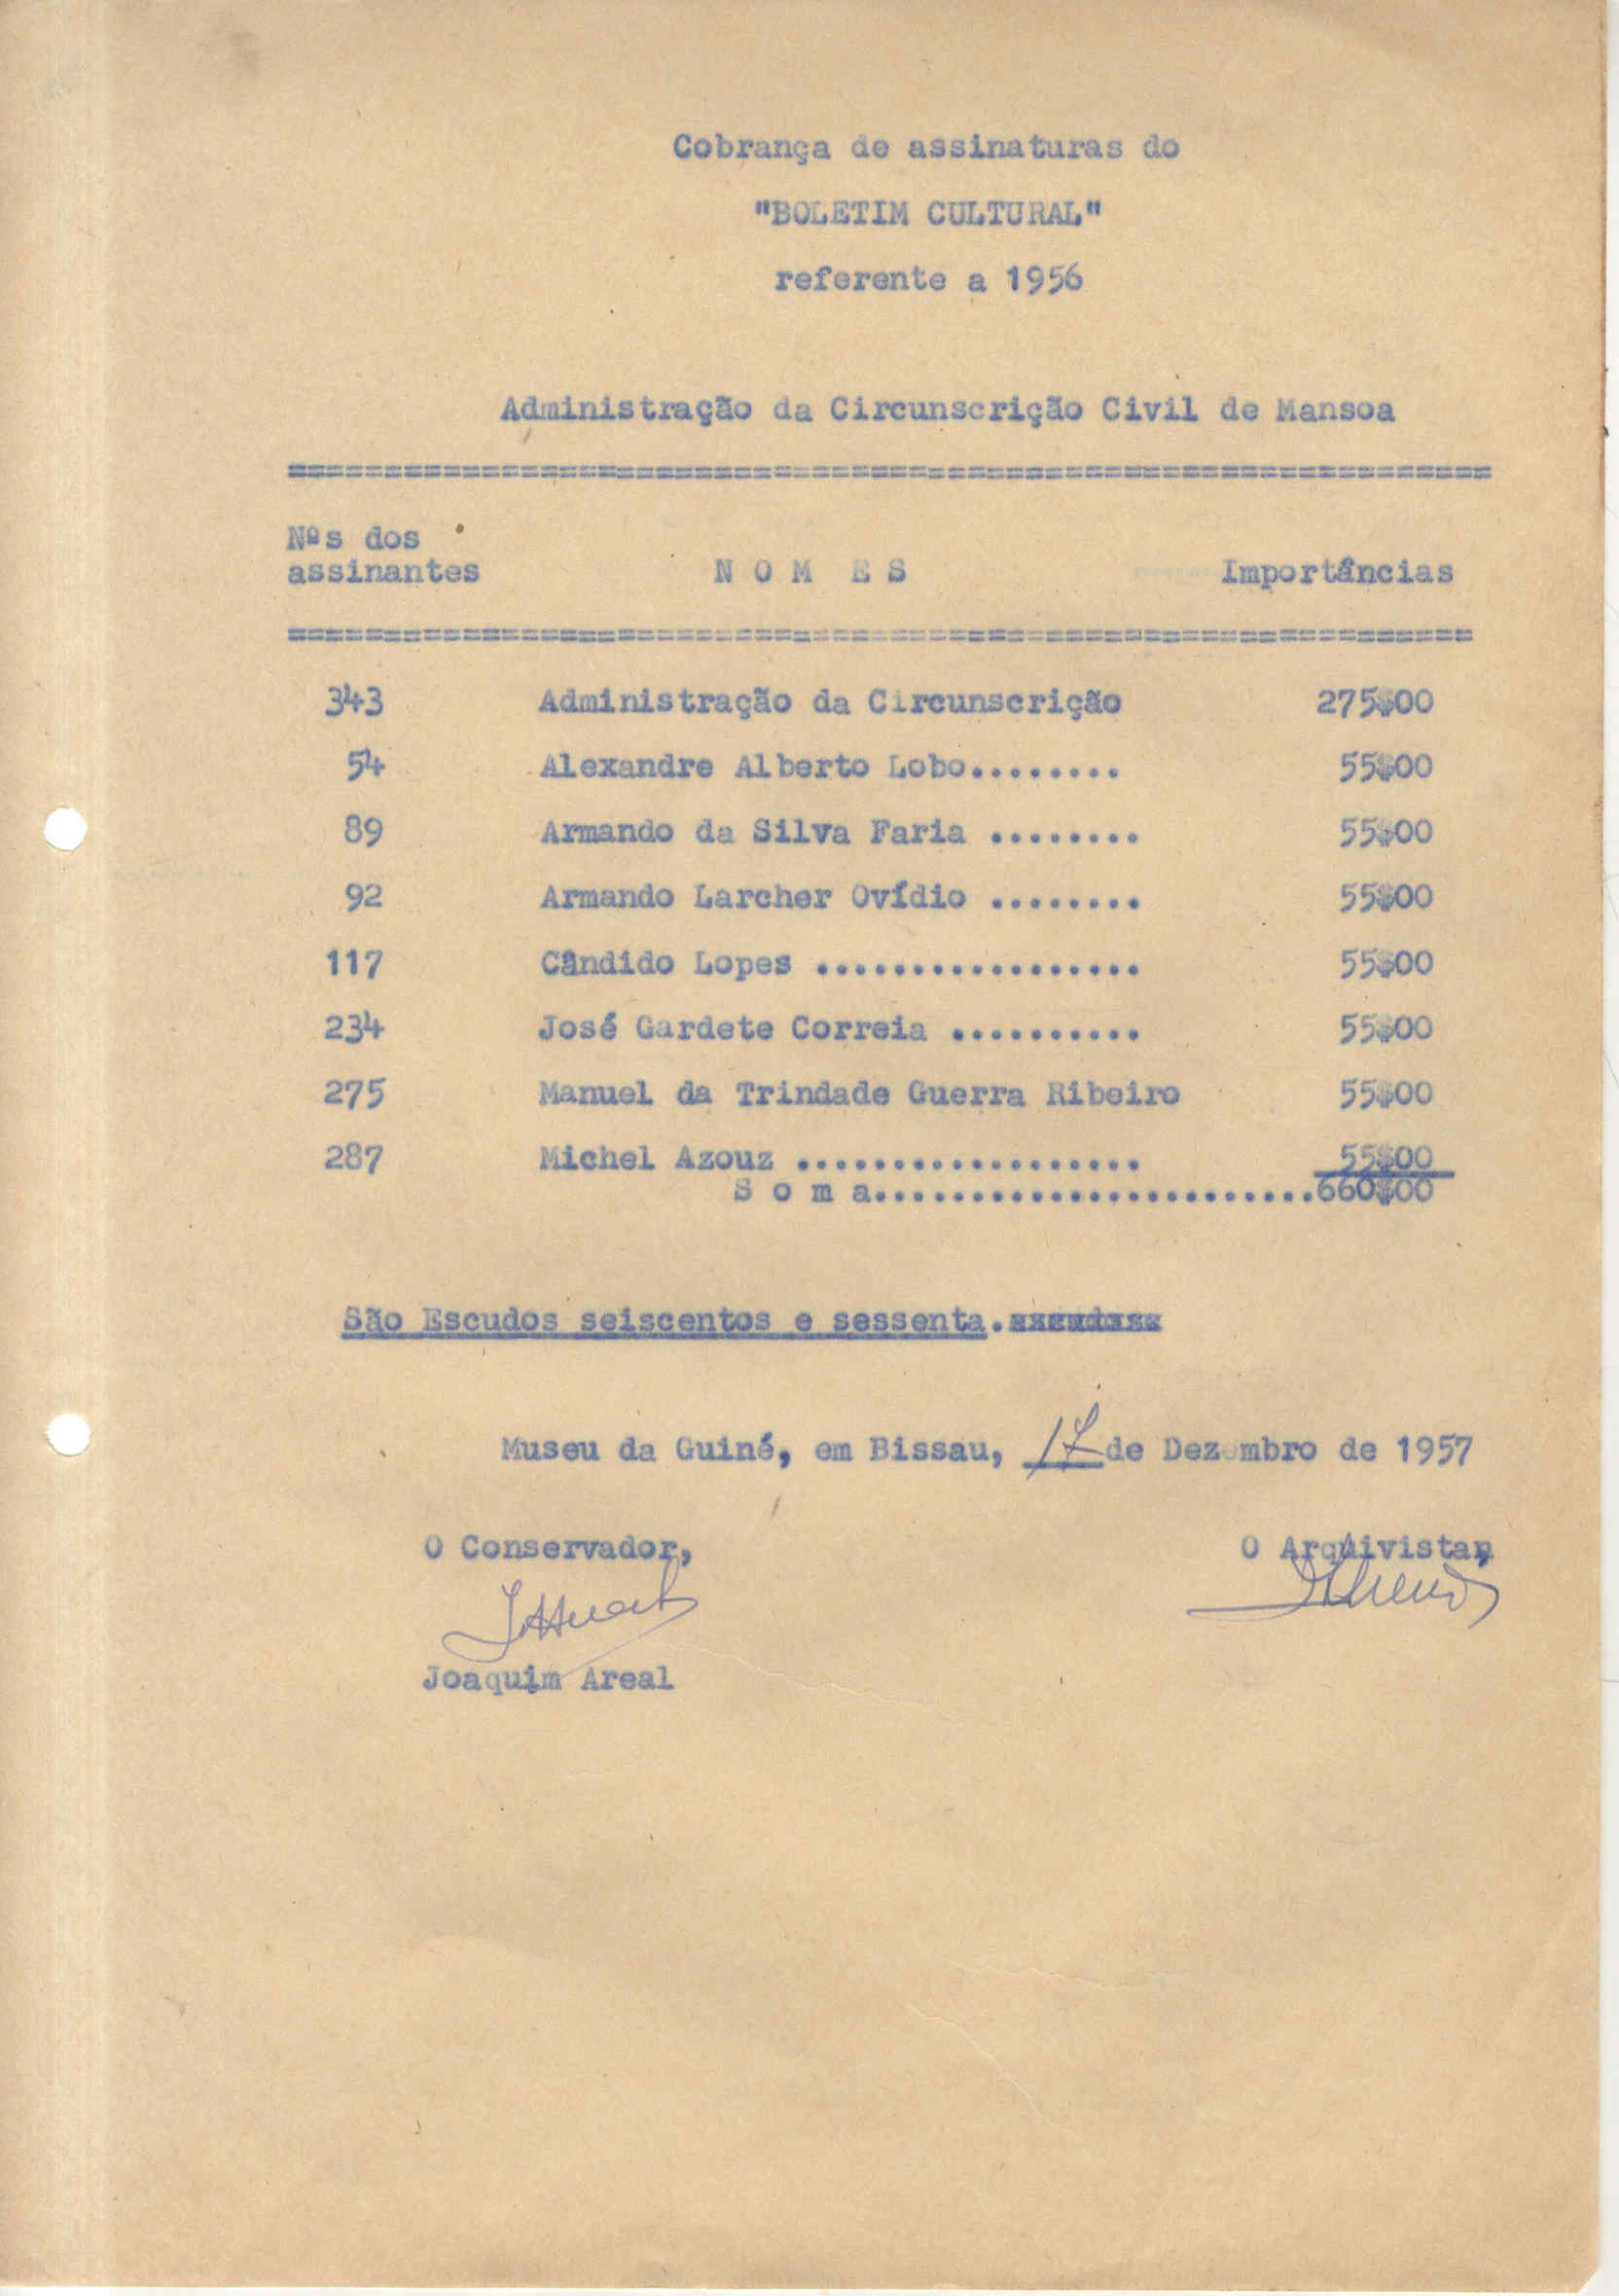 Cobrança de assinaturas do
"BOLETIM CULTURAL"
referente a 1956
Administração da Circunscrição Civil de Mansoa
==============================================================
Nºs dos
assinantes N O M E S Importâncias
=============================================================
343 Administração da Circunscrição 275$00
54 Alexandre Alberto Lobo........ 55$00
89 Armando da Silva Faria ........ 55$00
92 Armando Larcher Ovídio ........ 55$00
117 Cândido Lopes ................. 55$00
234 José Gardete Correia .......... 55$00
275 Manuel da Trindade Guerra Ribeiro 55$00
287 Michel Azouz .................. 55$00
S o m a.......................660$00
São Escudos seiscentos e sessenta.
Museu da Guiné, em Bissau, 17 de Dezembro de 1957
O Conservador, O Arquivista,
Joaquim Areal